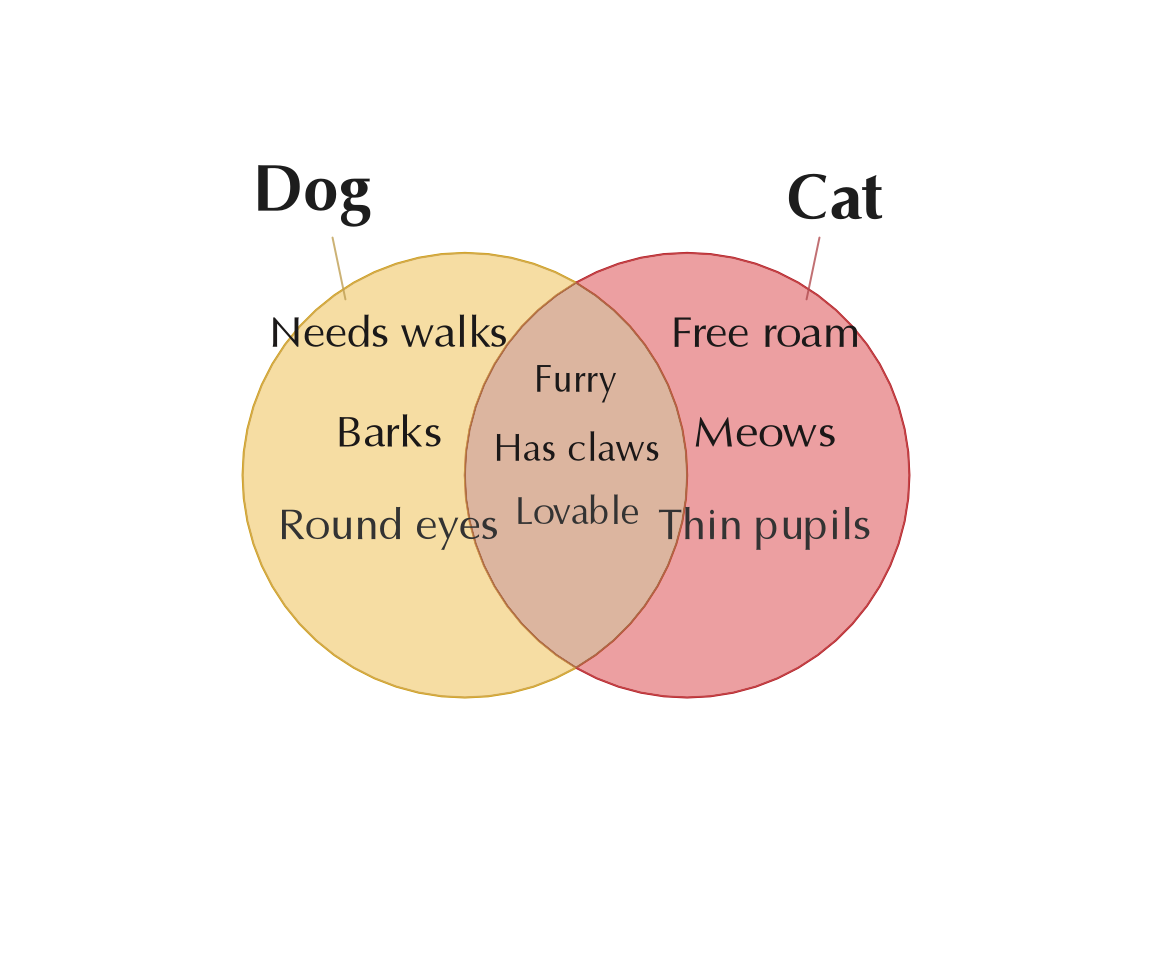 Dog
Cat
Needs walks
Barks
Round eyes
Furry
Has claws
Lovable
Free roam
Meows
Thin pupils